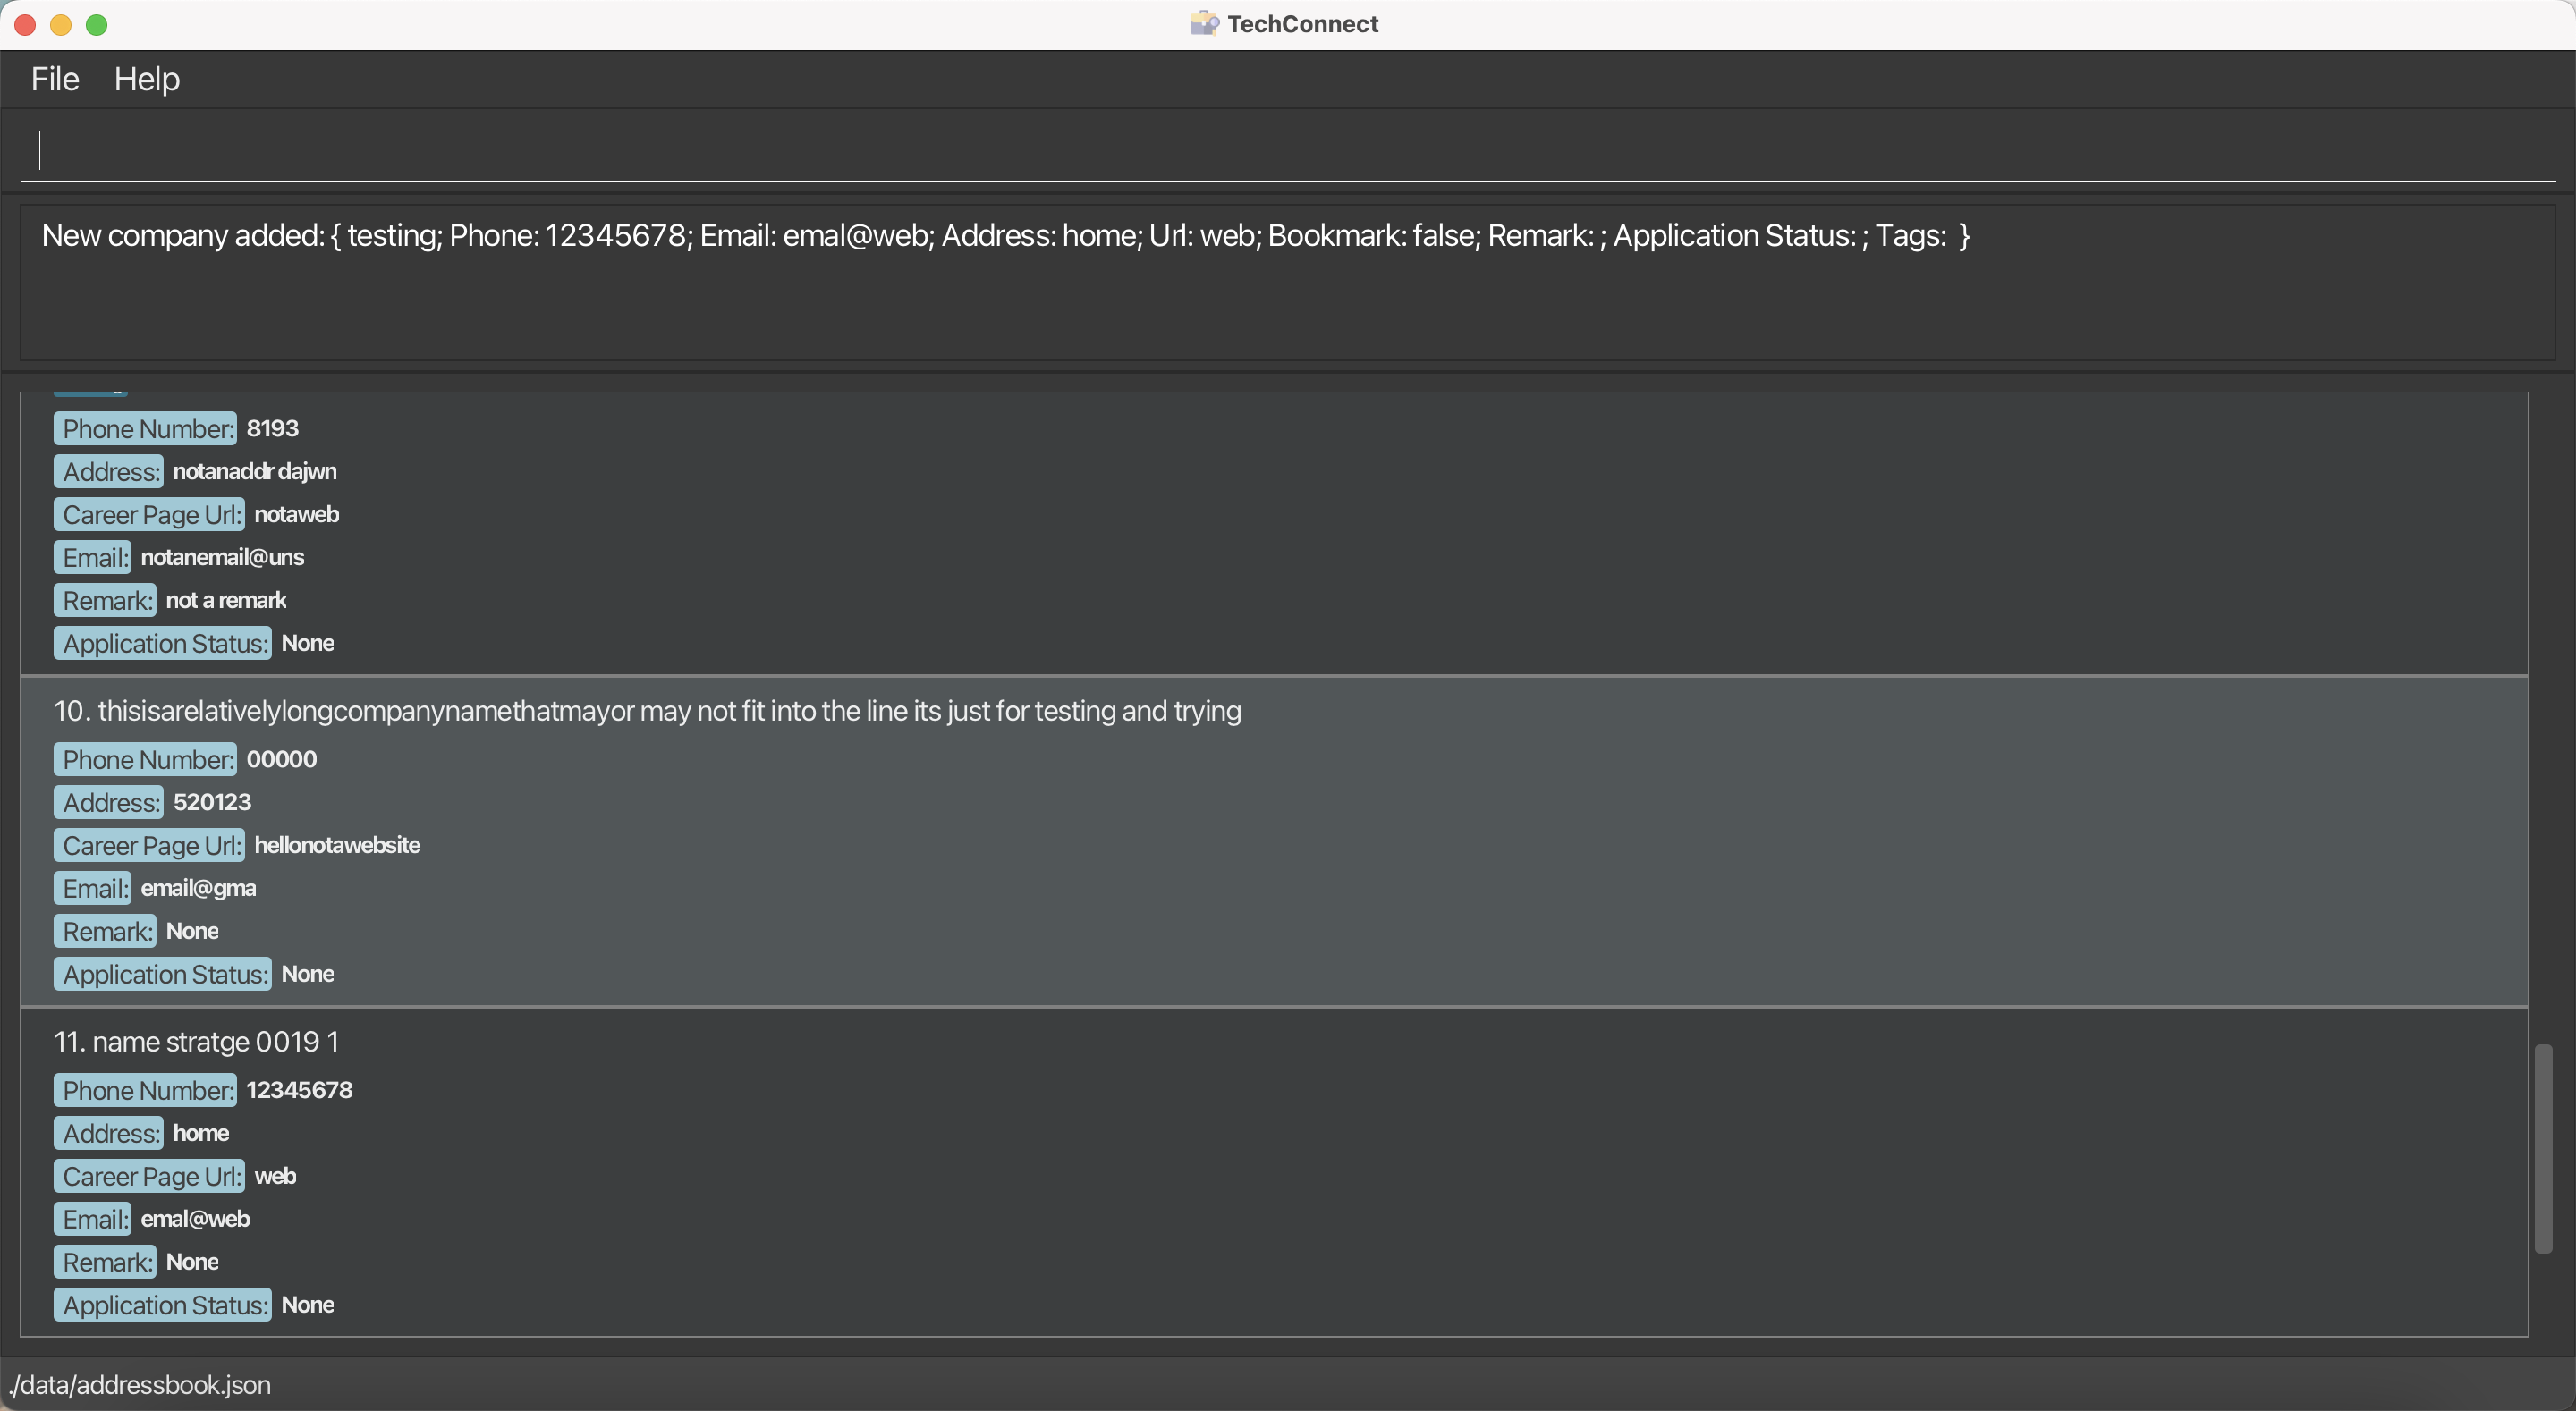 TechConnect
File Help
New company added: { testing; Phone: 12345678; Email: emal@web; Address: home; Url: web; Bookmark: false; Remark: ; Application Status: ; Tags: }
Phone Number: 8193
Address: notanaddr dajwn
Career Page Url: notaweb
Email: notanemail@uns
Remark: not a remark
Application Status: None
10. thisisarelativelylongcompanynamethatmayor may not fit into the line its just for testing and trying
Phone Number: 00000
Address: 520123
Career Page Url: hellonotawebsite
Email: email@gma
Remark: None
Application Status: None
11. name stratge 0019 1
Phone Number: 12345678
Address: home
Career Page Url: web
Email: emal@web
Remark: None
Application Status: None
./data/addressbook.json